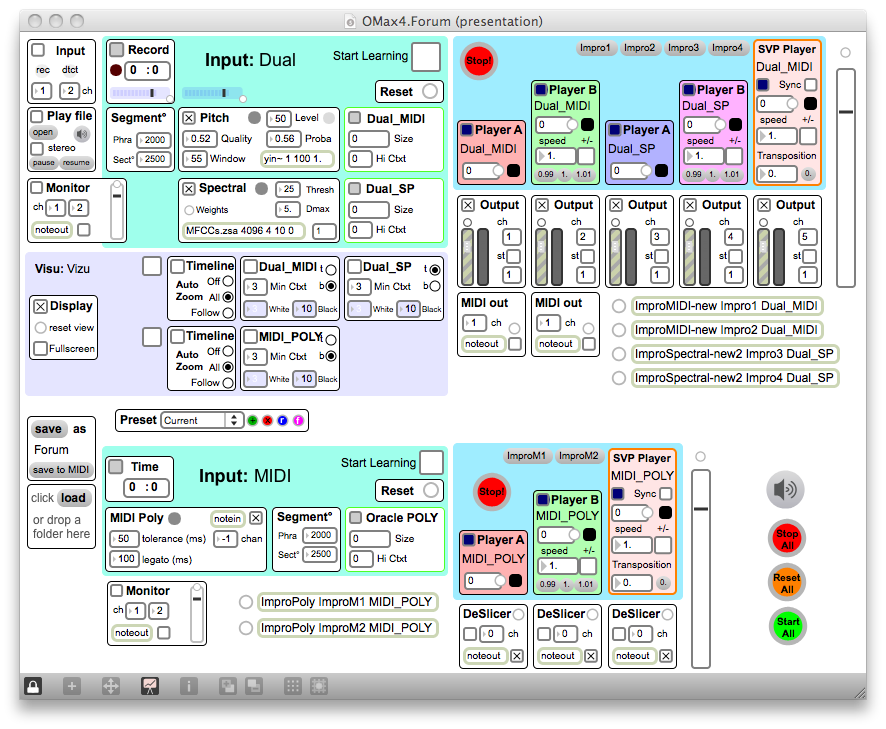 OMax4.Forum (presentation)
Input
rec dtct
1 2 ch
Record
0 : 0
Input: Dual
Start Learning
Reset
Play file
open
stereo
pause resume
Segment°
Phra 2000
Sect° 2500
Pitch 50 Level
0.52 Quality 0.56 Proba
55 Window yin~ 1 100 1.
Dual_MIDI
0 Size
0 Hi Ctxt
Monitor
ch 1 2
noteout
Spectral 25 Thresh
Weights 5. Dmax
MFCCs.zsa 4096 4 10 0 1
Dual_SP
0 Size
0 Hi Ctxt
Visu: Vizu
Display
reset view
Fullscreen
Timeline
Auto Off
Zoom All
Follow
Dual_MIDI t
3 Min Ctxt b
White 10 Black
Dual_SP t
3 Min Ctxt b
White 10 Black
Timeline
Auto Off
Zoom All
Follow
MIDI_POLY t
3 Min Ctxt b
White 10 Black
Stop!
Impro1 Impro2 Impro3 Impro4
Player A
Dual_MIDI
0
Player B
Dual_MIDI
0
speed +/-
1.
0.99 1. 1.01
Player A
Dual_SP
0
Player B
Dual_SP
0
speed +/-
1.
0.99 1. 1.01
SVP Player
Dual_MIDI
Sync
0
speed +/-
1.
Transposition
0. 0.
Output
ch
1
st
1
Output
ch
2
st
1
Output
ch
3
st
1
Output
ch
4
st
1
Output
ch
5
st
1
MIDI out
1 ch
noteout
MIDI out
1 ch
noteout
ImproMIDI-new Impro1 Dual_MIDI
ImproMIDI-new Impro2 Dual_MIDI
ImproSpectral-new2 Impro3 Dual_SP
ImproSpectral-new2 Impro4 Dual_SP
save as
Forum
save to MIDI
click load
or drop a
folder here
Preset Current + × r f
Time
0 : 0
Input: MIDI
Start Learning
Reset
MIDI Poly notein
50 tolerance (ms) -1 chan
100 legato (ms)
Segment°
Phra 2000
Sect° 2500
Oracle POLY
0 Size
0 Hi Ctxt
Monitor
ch 1 2
noteout
ImproPoly ImproM1 MIDI_POLY
ImproPoly ImproM2 MIDI_POLY
Stop!
ImproM1 ImproM2
Player A
MIDI_POLY
0
Player B
MIDI_POLY
0
speed +/-
1.
0.99 1. 1.01
SVP Player
MIDI_POLY
Sync
0
speed +/-
1.
Transposition
0. 0.
DeSlicer
0 ch
noteout
DeSlicer
0 ch
noteout
DeSlicer
0 ch
noteout
Stop
All
Reset
All
Start
All